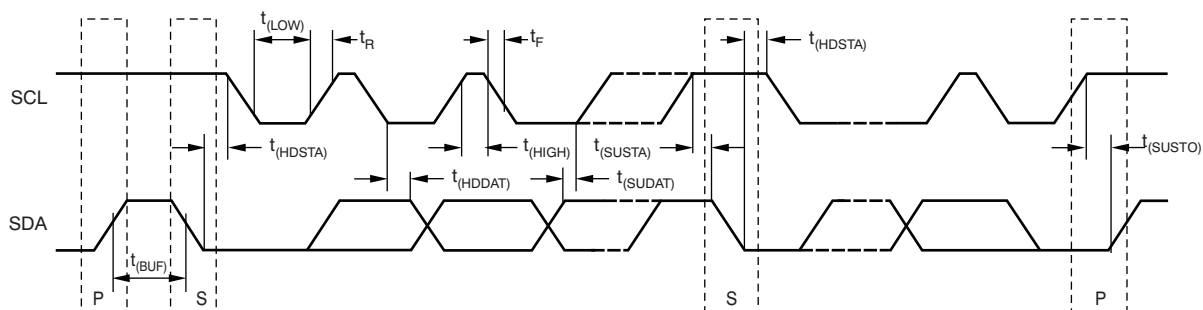 t(LOW)
tR
tF
t(HDSTA)
SCL
t(HDSTA)
t(HIGH)
t(SUSTA)
t(SUSTO)
t(HDDAT)
t(SUDAT)
SDA
t(BUF)
P
S
S
P